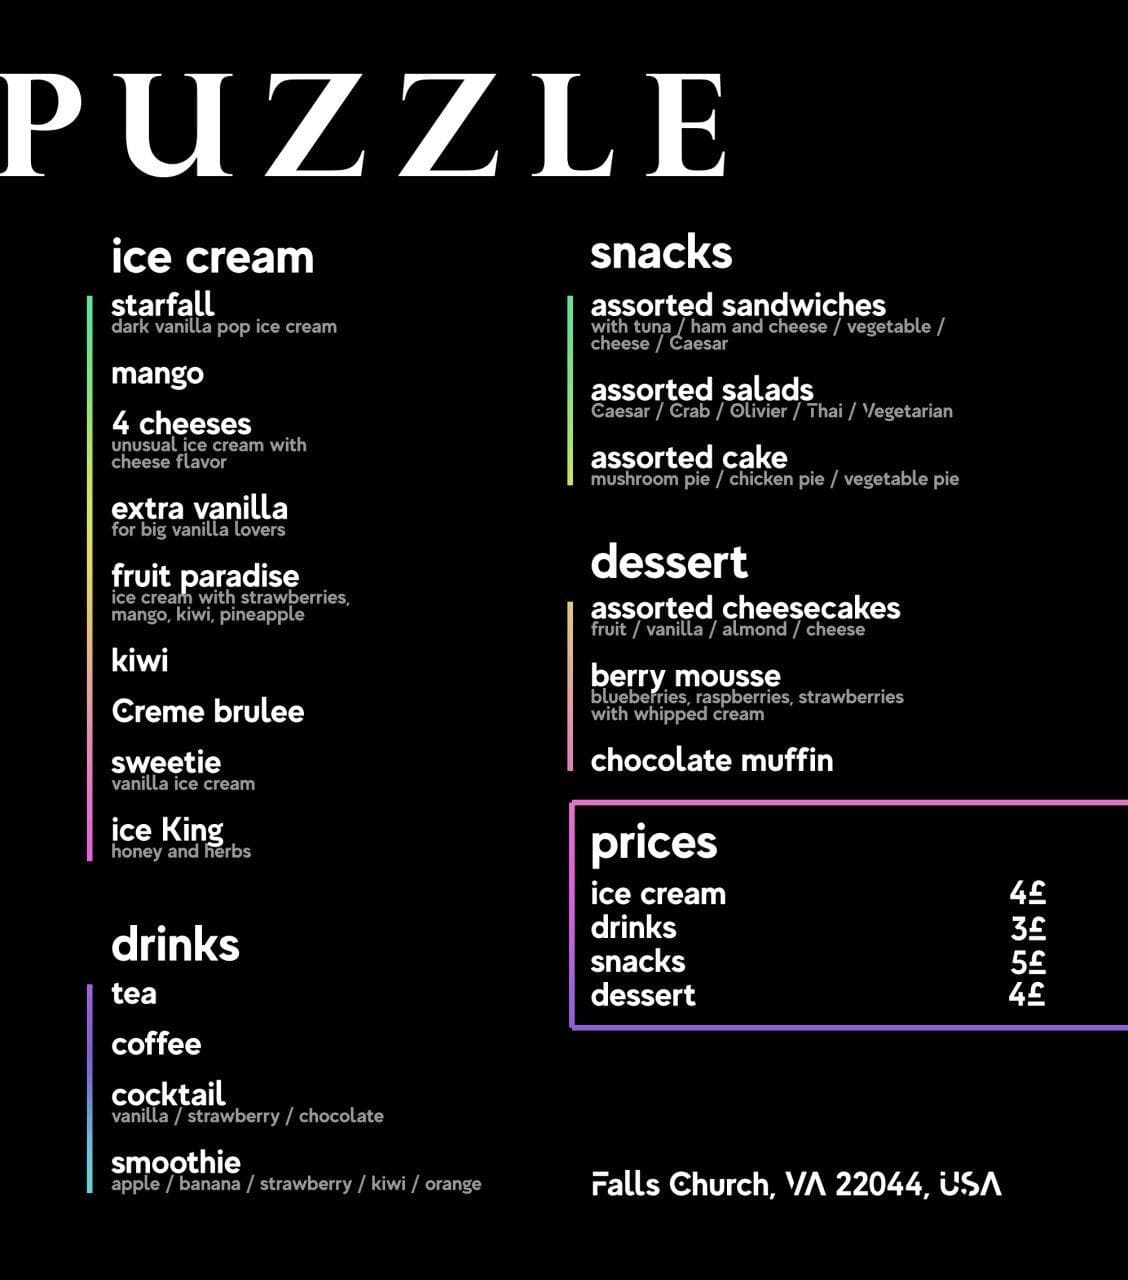 PUZZLE
ice cream
starfall
dark vanilla pop ice cream
mango
4 cheeses
unusual ice cream with
cheese flavor
extra vanilla
for big vanilla lovers
fruit paradise
ice cream with strawberries,
mango, kiwi, pineapple
kiwi
Creme brulee
sweetie
vanilla ice cream
ice King
honey and herbs
drinks
tea
coffee
cocktail
vanilla / strawberry / chocolate
smoothie
apple / banana / strawberry / kiwi / orange
snacks
assorted sandwiches
with tuna / ham and cheese / vegetable /
cheese / Caesar
assorted salads
Caesar / Crab / Olivier / Thai / Vegetarian
assorted cake
mushroom pie / chicken pie / vegetable pie
dessert
assorted cheesecakes
fruit / vanilla / almond / cheese
berry mousse
blueberries, raspberries, strawberries
with whipped cream
chocolate muffin
prices
ice cream 4£
drinks 3£
snacks 5£
dessert 4£
Falls Church, VA 22044, USA